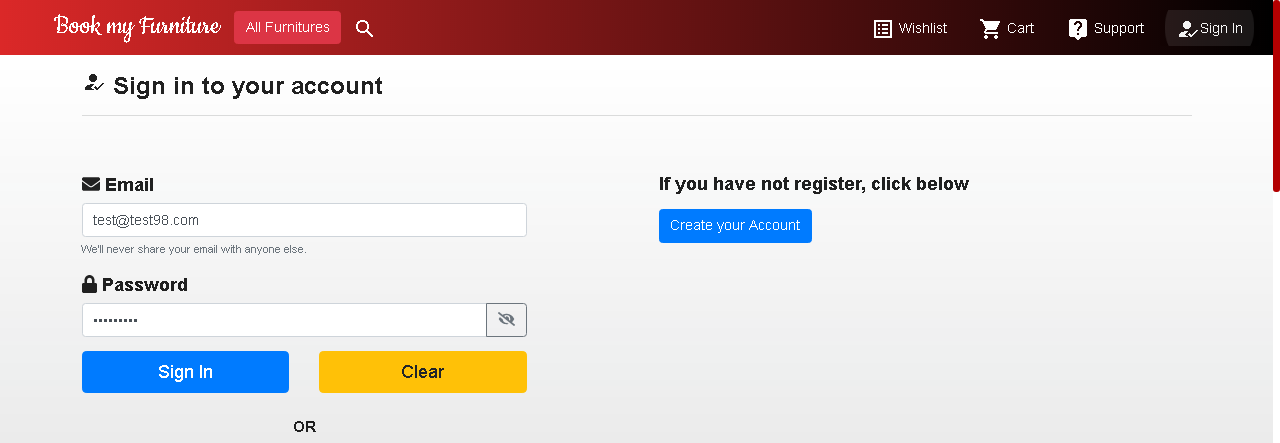 Book my Furniture All Furnitures Wishlist Cart Support Sign In
Sign in to your account
Email
test@test98.com
We'll never share your email with anyone else.
Password
•••••••••
Sign In Clear
OR
If you have not register, click below
Create your Account